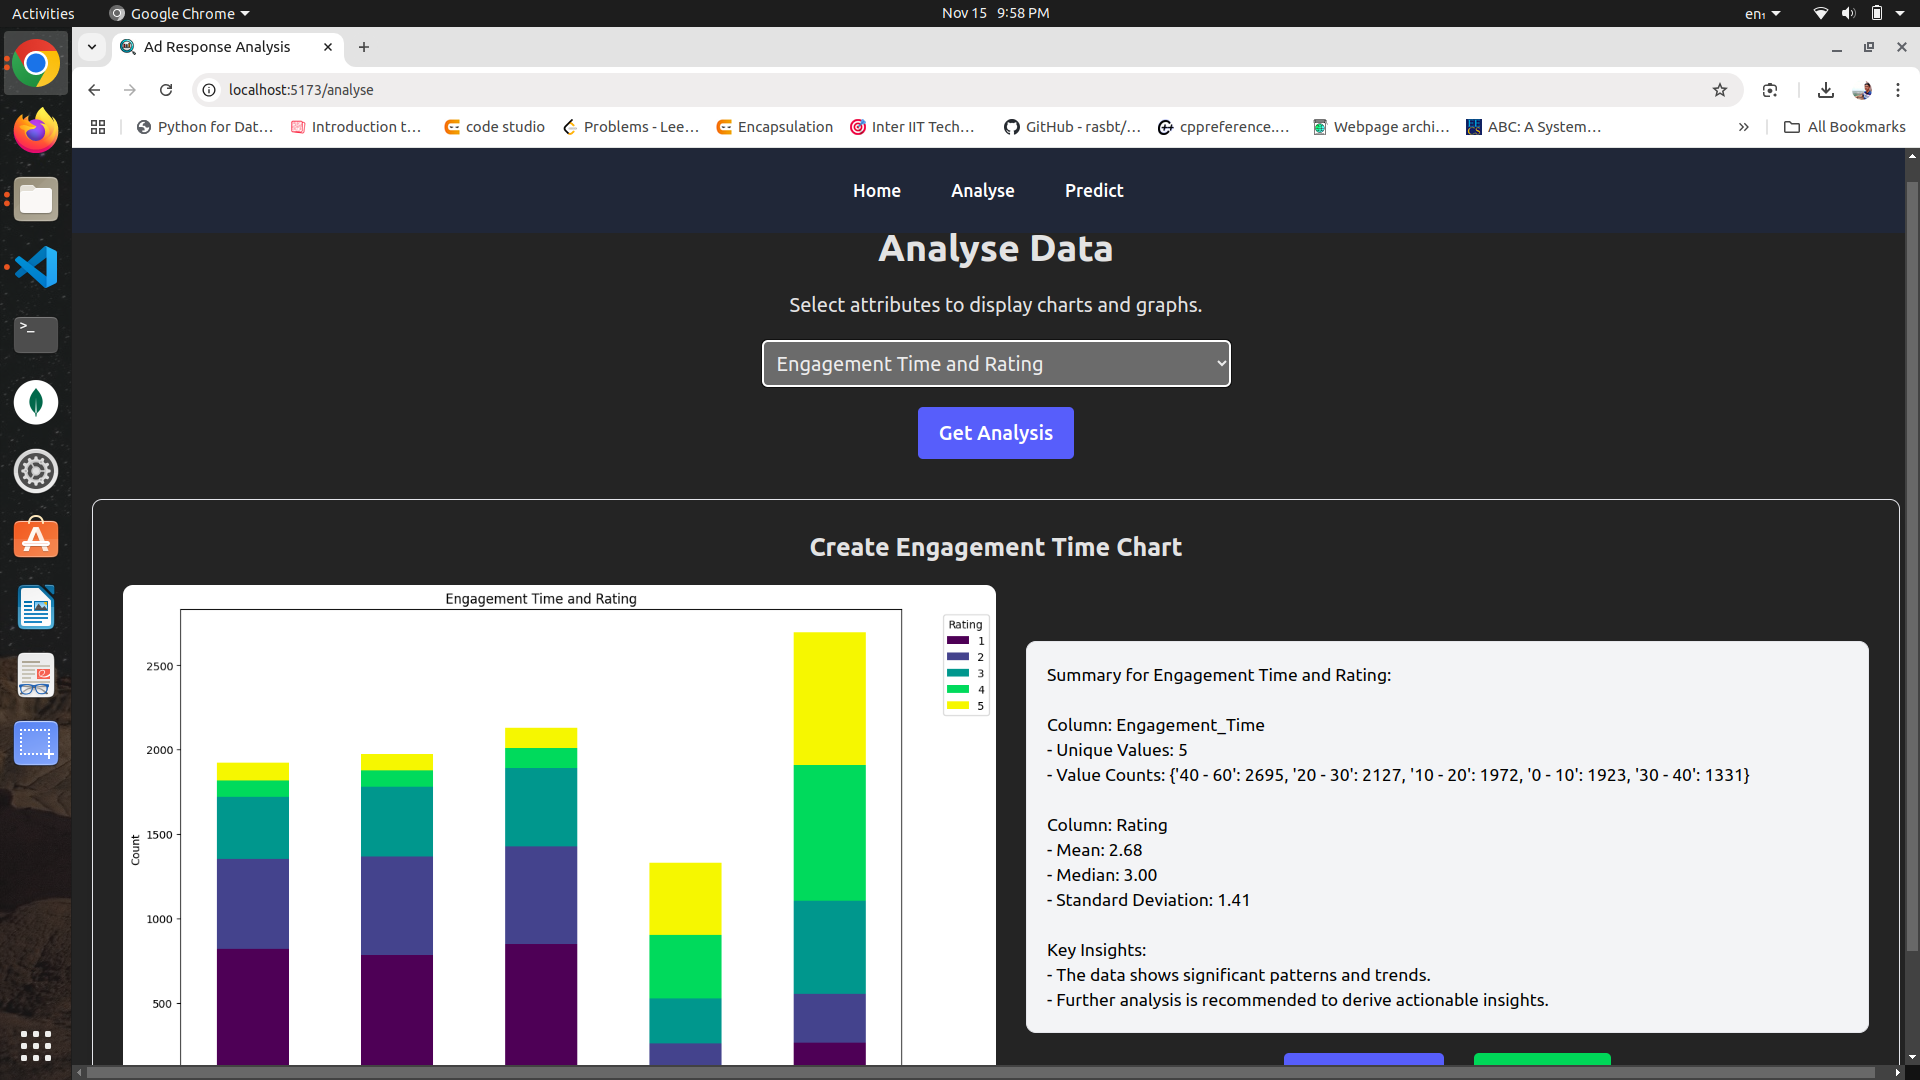 Activities
Google Chrome
Nov 15 9:58 PM
en₁
Ad Response Analysis
localhost:5173/analyse
Python for Dat...
Introduction t...
code studio
Problems - Lee...
Encapsulation
Inter IIT Tech...
GitHub - rasbt/...
cppreference....
Webpage archi...
ABC: A System...
All Bookmarks
Home
Analyse
Predict
Analyse Data
Select attributes to display charts and graphs.
Engagement Time and Rating
Get Analysis
Create Engagement Time Chart
Engagement Time and Rating
Rating
1
2
3
4
5
2500
2000
1500
1000
500
Count
Summary for Engagement Time and Rating:
Column: Engagement_Time
- Unique Values: 5
- Value Counts: {'40 - 60': 2695, '20 - 30': 2127, '10 - 20': 1972, '0 - 10': 1923, '30 - 40': 1331}
Column: Rating
- Mean: 2.68
- Median: 3.00
- Standard Deviation: 1.41
Key Insights:
- The data shows significant patterns and trends.
- Further analysis is recommended to derive actionable insights.